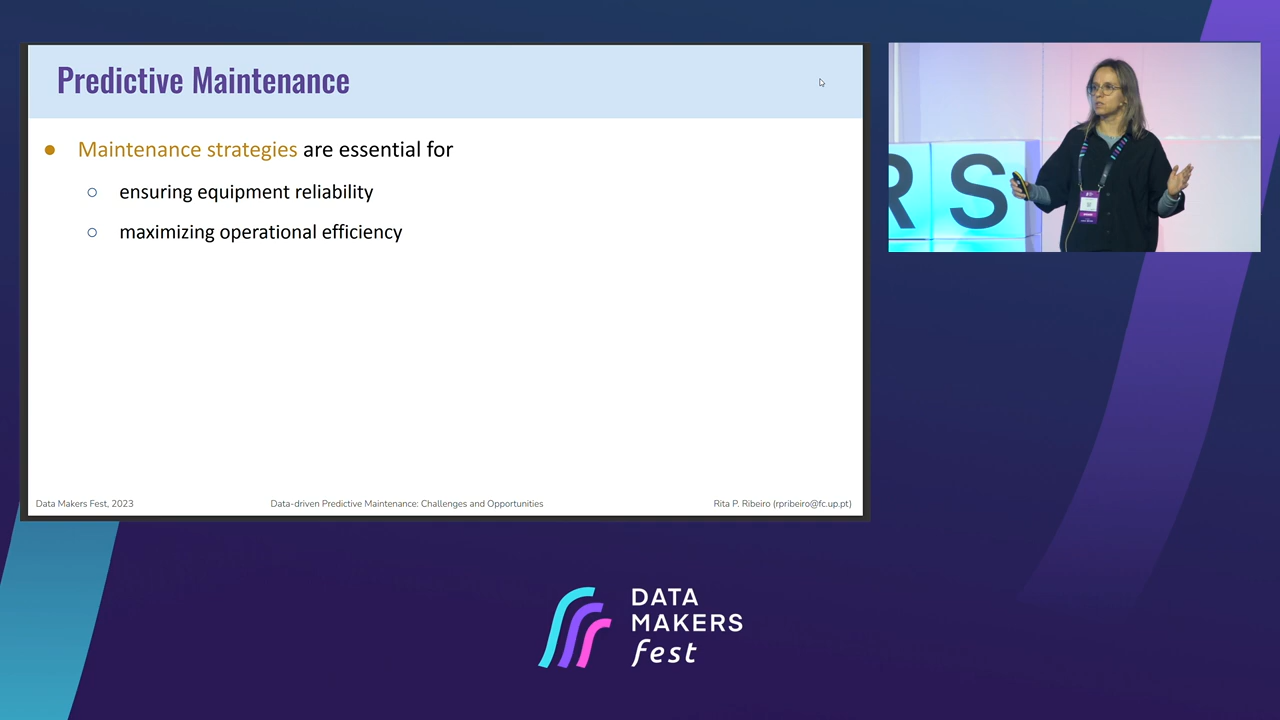 Predictive Maintenance
● Maintenance strategies are essential for
○ ensuring equipment reliability
○ maximizing operational efficiency
Data Makers Fest, 2023
Data-driven Predictive Maintenance: Challenges and Opportunities
Rita P. Ribeiro (rpribeiro@fc.up.pt)
RS
DATA
MAKERS
fest